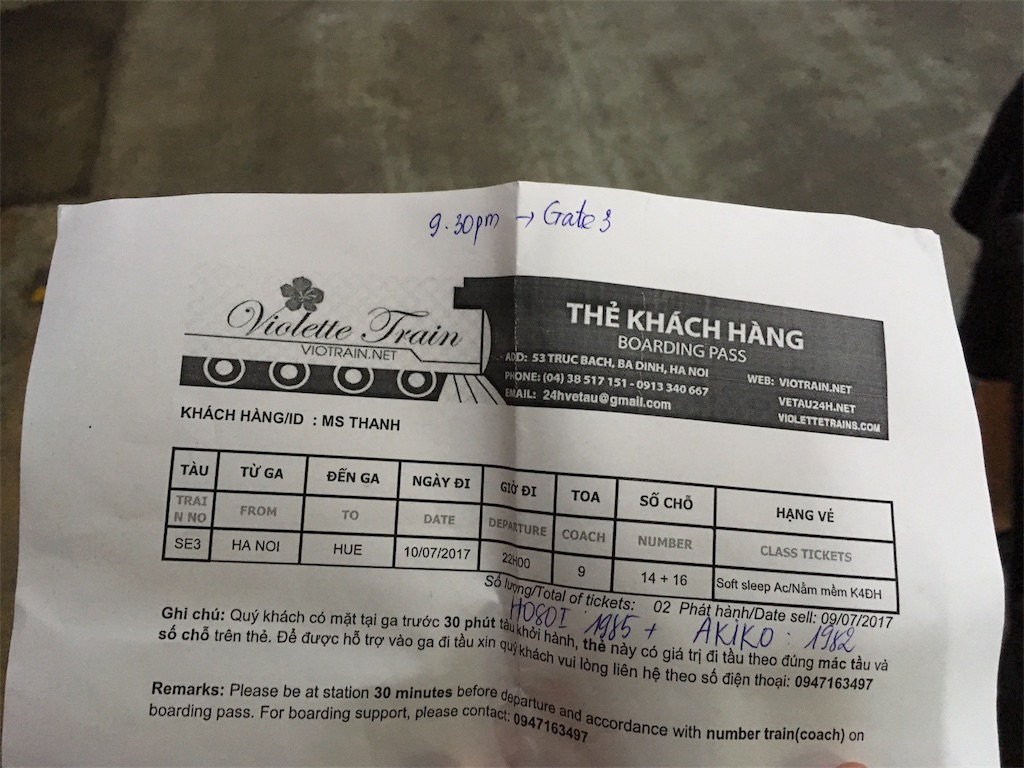 9.30pm → Gate 3
Violette Train
VIOTRAIN.NET
THẺ KHÁCH HÀNG
BOARDING PASS
ADD: 53 TRUC BACH, BA DINH, HA NOI
PHONE: (04) 38 517 151 - 0913 340 667
EMAIL: 24hvetau@gmail.com
WEB: VIOTRAIN.NET
VETAU24H.NET
VIOLETTETRAINS.COM
KHÁCH HÀNG/ID : MS THANH
TÀU TỪ GA ĐẾN GA NGÀY ĐI GIỜ ĐI TOA SỐ CHỖ HẠNG VÉ
TRAIN NO FROM TO DATE DEPARTURE COACH NUMBER CLASS TICKETS
SE3 HA NOI HUE 10/07/2017 22H00 9 14 + 16 Soft sleep Ac/Nằm mềm K4ĐH
Số lượng/Total of tickets: 02 Phát hành/Date sell: 09/07/2017
HOSOI : 1985 + AKIKO : 1982
Ghi chú: Quý khách có mặt tại ga trước 30 phút tàu khởi hành, thẻ này có giá trị đi tầu theo đúng mác tầu và
số chỗ trên thẻ. Để được hỗ trợ vào ga đi tầu xin quý khách vui lòng liên hệ theo số điện thoại: 0947163497
Remarks: Please be at station 30 minutes before departure and accordance with number train(coach) on
boarding pass. For boarding support, please contact: 0947163497